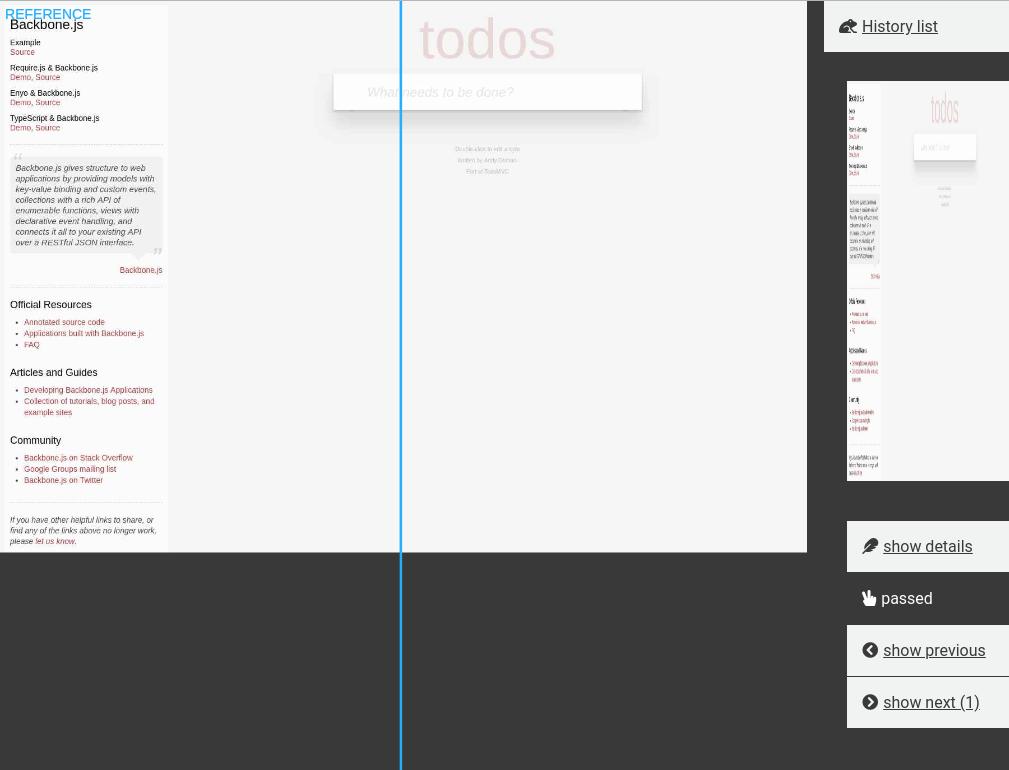 REFERENCE
Backbone.js
Example
Source
Require.js & Backbone.js
Demo, Source
Enyo & Backbone.js
Demo, Source
TypeScript & Backbone.js
Demo, Source
“
Backbone.js gives structure to web
applications by providing models with
key-value binding and custom events,
collections with a rich API of
enumerable functions, views with
declarative event handling, and
connects it all to your existing API
over a RESTful JSON interface.
”
Backbone.js
Official Resources
• Annotated source code
• Applications built with Backbone.js
• FAQ
Articles and Guides
• Developing Backbone.js Applications
• Collection of tutorials, blog posts, and
example sites
Community
• Backbone.js on Stack Overflow
• Google Groups mailing list
• Backbone.js on Twitter
If you have other helpful links to share, or
find any of the links above no longer work,
please let us know.
todos
What needs to be done?
Double-click to edit a todo
Written by Addy Osmani
Part of TodoMVC
History list
todos
show details
passed
show previous
show next (1)